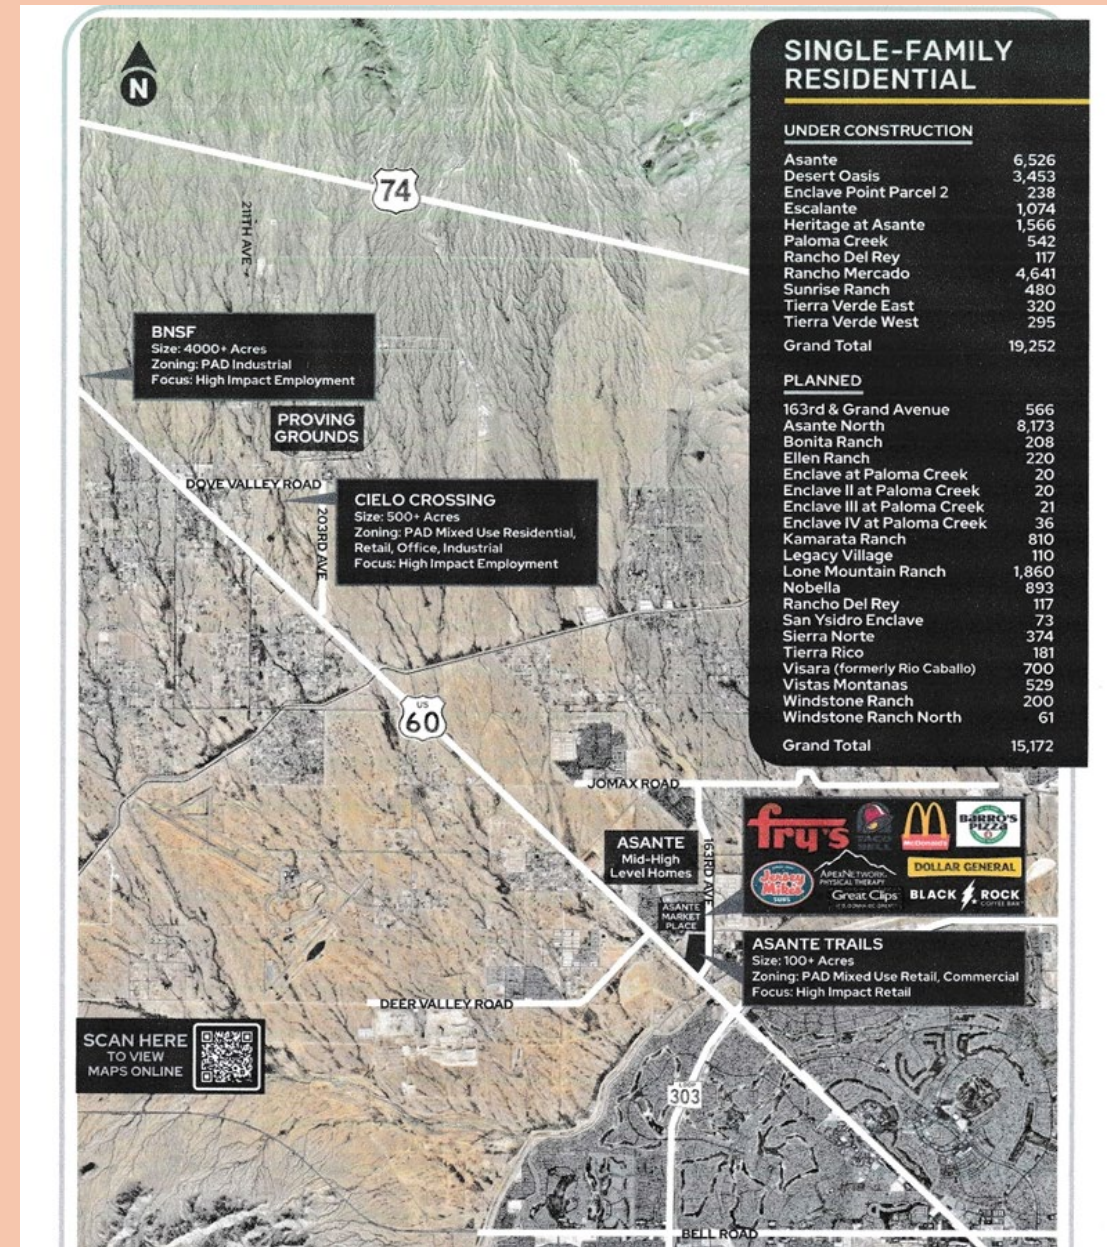 SINGLE-FAMILY
RESIDENTIAL
UNDER CONSTRUCTION
Asante 6,526
Desert Oasis 3,453
Enclave Point Parcel 2 238
Escalante 1,074
Heritage at Asante 1,566
Paloma Creek 542
Rancho Del Rey 117
Rancho Mercado 4,641
Sunrise Ranch 480
Tierra Verde East 320
Tierra Verde West 295
Grand Total 19,252
PLANNED
163rd & Grand Avenue 566
Asante North 8,173
Bonita Ranch 208
Ellen Ranch 220
Enclave at Paloma Creek 20
Enclave II at Paloma Creek 20
Enclave III at Paloma Creek 21
Enclave IV at Paloma Creek 36
Kamarata Ranch 810
Legacy Village 110
Lone Mountain Ranch 1,860
Nobella 893
Rancho Del Rey 117
San Ysidro Enclave 73
Sierra Norte 374
Tierra Rico 181
Visara (formerly Rio Caballo) 700
Vistas Montanas 529
Windstone Ranch 200
Windstone Ranch North 61
Grand Total 15,172
N
74
211TH AVE
BNSF
Size: 4000+ Acres
Zoning: PAD Industrial
Focus: High Impact Employment
PROVING
GROUNDS
DOVE VALLEY ROAD
203RD AVE
CIELO CROSSING
Size: 500+ Acres
Zoning: PAD Mixed Use Residential,
Retail, Office, Industrial
Focus: High Impact Employment
US
60
JOMAX ROAD
163RD AVE
ASANTE
Mid-High
Level Homes
ASANTE
MARKET
PLACE
fry's
TACO
BELL
McDonald's
BARRO'S
PIZZA
Jersey
Mike's
SUBS
APEXNETWORK
PHYSICAL THERAPY
Great Clips
DOLLAR GENERAL
BLACK ROCK
COFFEE BAR
ASANTE TRAILS
Size: 100+ Acres
Zoning: PAD Mixed Use Retail, Commercial
Focus: High Impact Retail
DEER VALLEY ROAD
SCAN HERE
TO VIEW
MAPS ONLINE
303
BELL ROAD